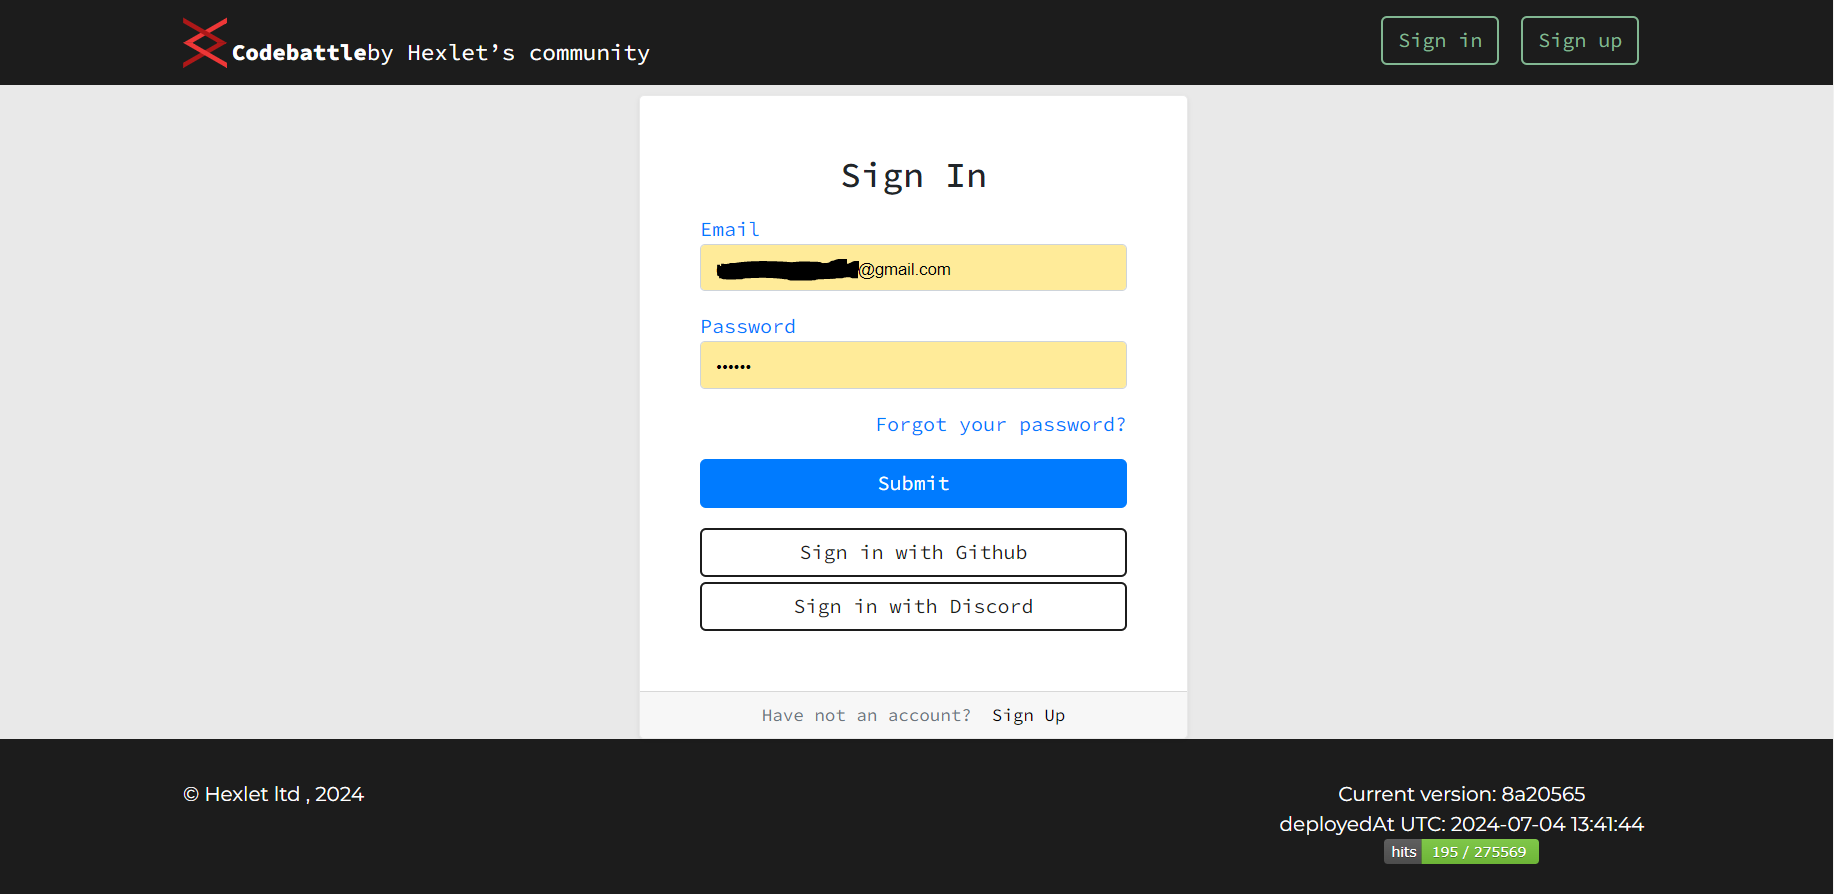 Codebattle by Hexlet’s community
Sign in
Sign up
Sign In
Email
@gmail.com
Password
••••••
Forgot your password?
Submit
Sign in with Github
Sign in with Discord
Have not an account? Sign Up
© Hexlet ltd , 2024
Current version: 8a20565
deployedAt UTC: 2024-07-04 13:41:44
hits 195 / 275569